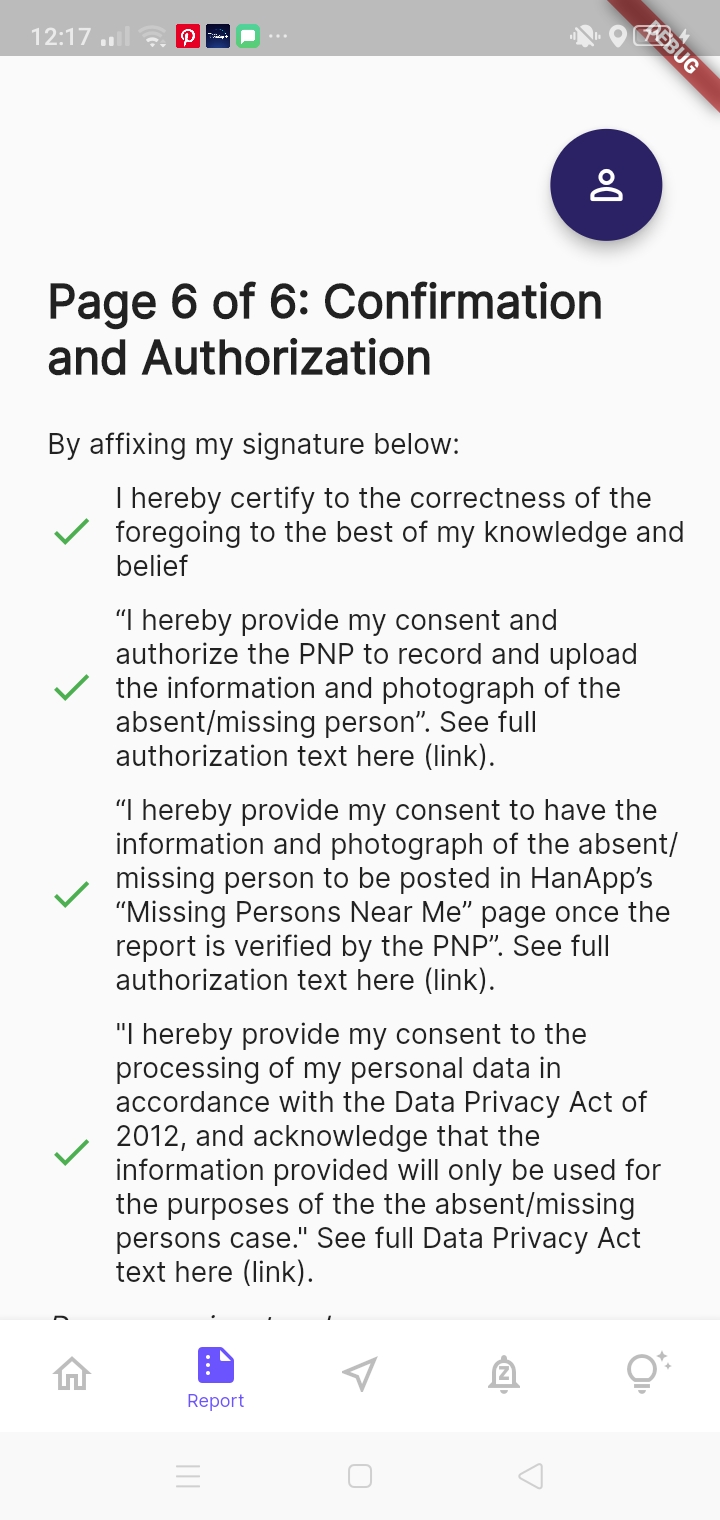 12:17
DEBUG
Page 6 of 6: Confirmation
and Authorization
By affixing my signature below:
I hereby certify to the correctness of the
foregoing to the best of my knowledge and
belief
“I hereby provide my consent and
authorize the PNP to record and upload
the information and photograph of the
absent/missing person”. See full
authorization text here (link).
“I hereby provide my consent to have the
information and photograph of the absent/
missing person to be posted in HanApp’s
“Missing Persons Near Me” page once the
report is verified by the PNP”. See full
authorization text here (link).
"I hereby provide my consent to the
processing of my personal data in
accordance with the Data Privacy Act of
2012, and acknowledge that the
information provided will only be used for
the purposes of the the absent/missing
persons case." See full Data Privacy Act
text here (link).
Report